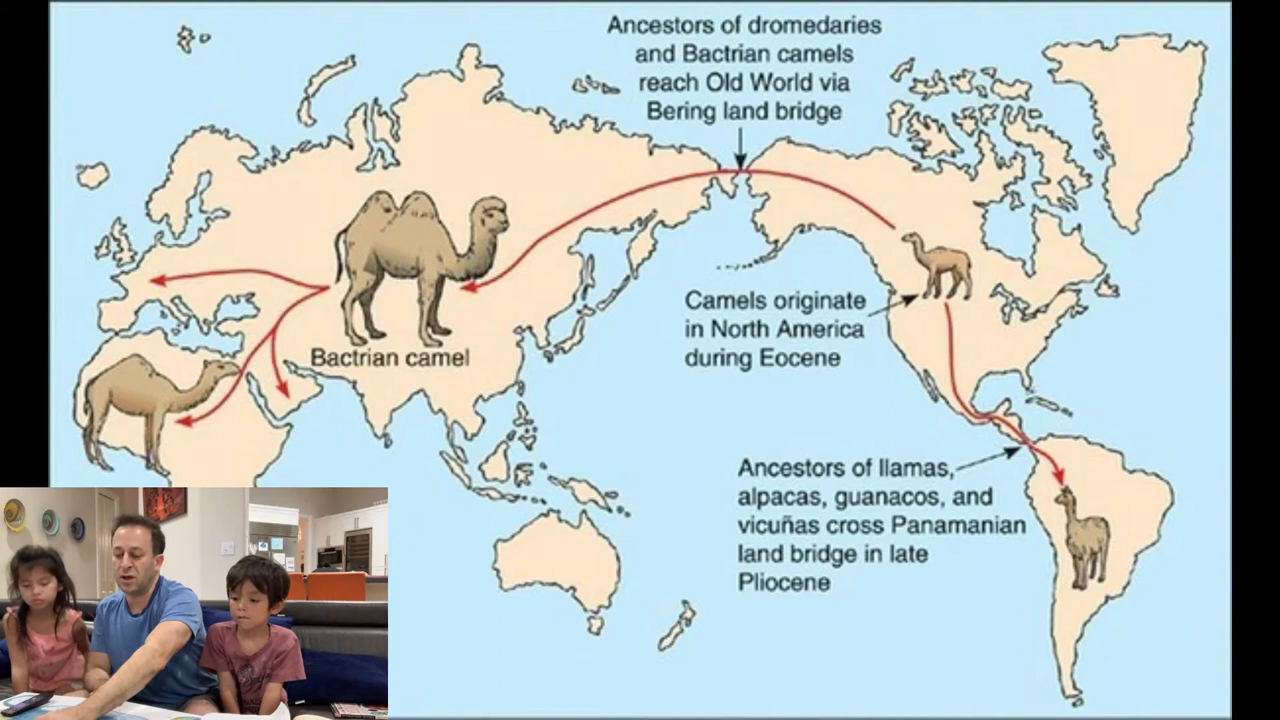 Ancestors of dromedaries
and Bactrian camels
reach Old World via
Bering land bridge
Camels originate
in North America
during Eocene
Bactrian camel
Ancestors of llamas,
alpacas, guanacos, and
vicuñas cross Panamanian
land bridge in late
Pliocene